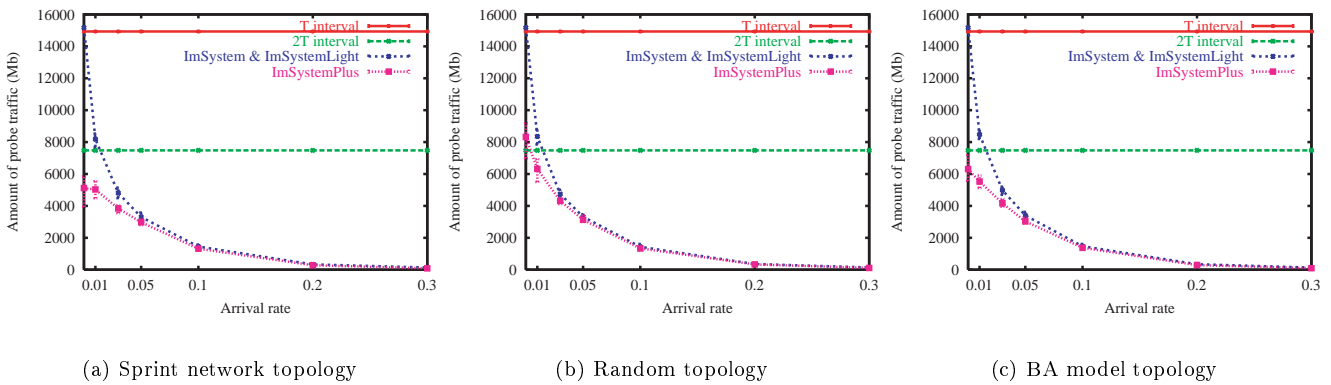 16000
14000
12000
10000
8000
6000
4000
2000
0
Amount of probe traffic (Mb)
T interval
2T interval
ImSystem & ImSystemLight
ImSystemPlus
0.01
0.05
0.1
0.2
0.3
Arrival rate
(a) Sprint network topology
16000
14000
12000
10000
8000
6000
4000
2000
0
Amount of probe traffic (Mb)
T interval
2T interval
ImSystem & ImSystemLight
ImSystemPlus
0.01
0.05
0.1
0.2
0.3
Arrival rate
(b) Random topology
16000
14000
12000
10000
8000
6000
4000
2000
0
Amount of probe traffic (Mb)
T interval
2T interval
ImSystem & ImSystemLight
ImSystemPlus
0.01
0.05
0.1
0.2
0.3
Arrival rate
(c) BA model topology